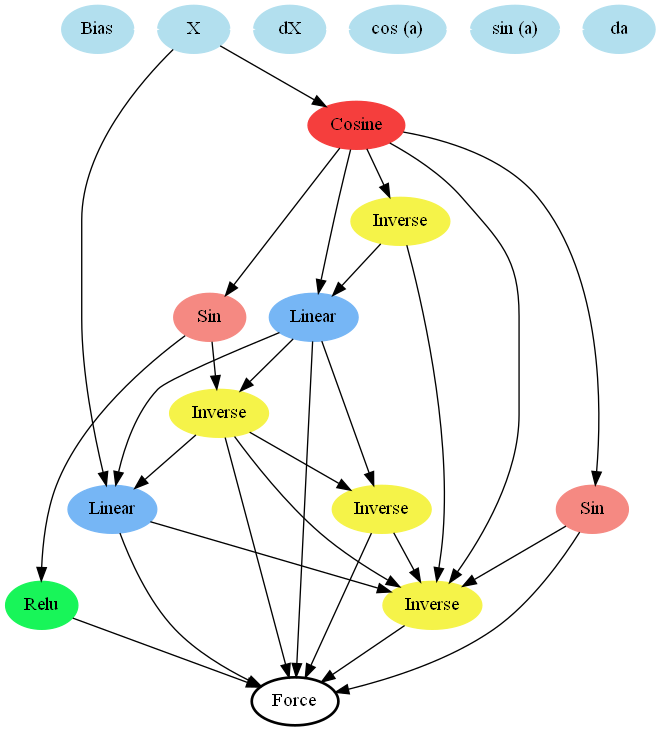 Bias X dX cos (a) sin (a) da
Cosine
Inverse
Sin Linear
Inverse
Linear Inverse Sin
Relu Inverse
Force